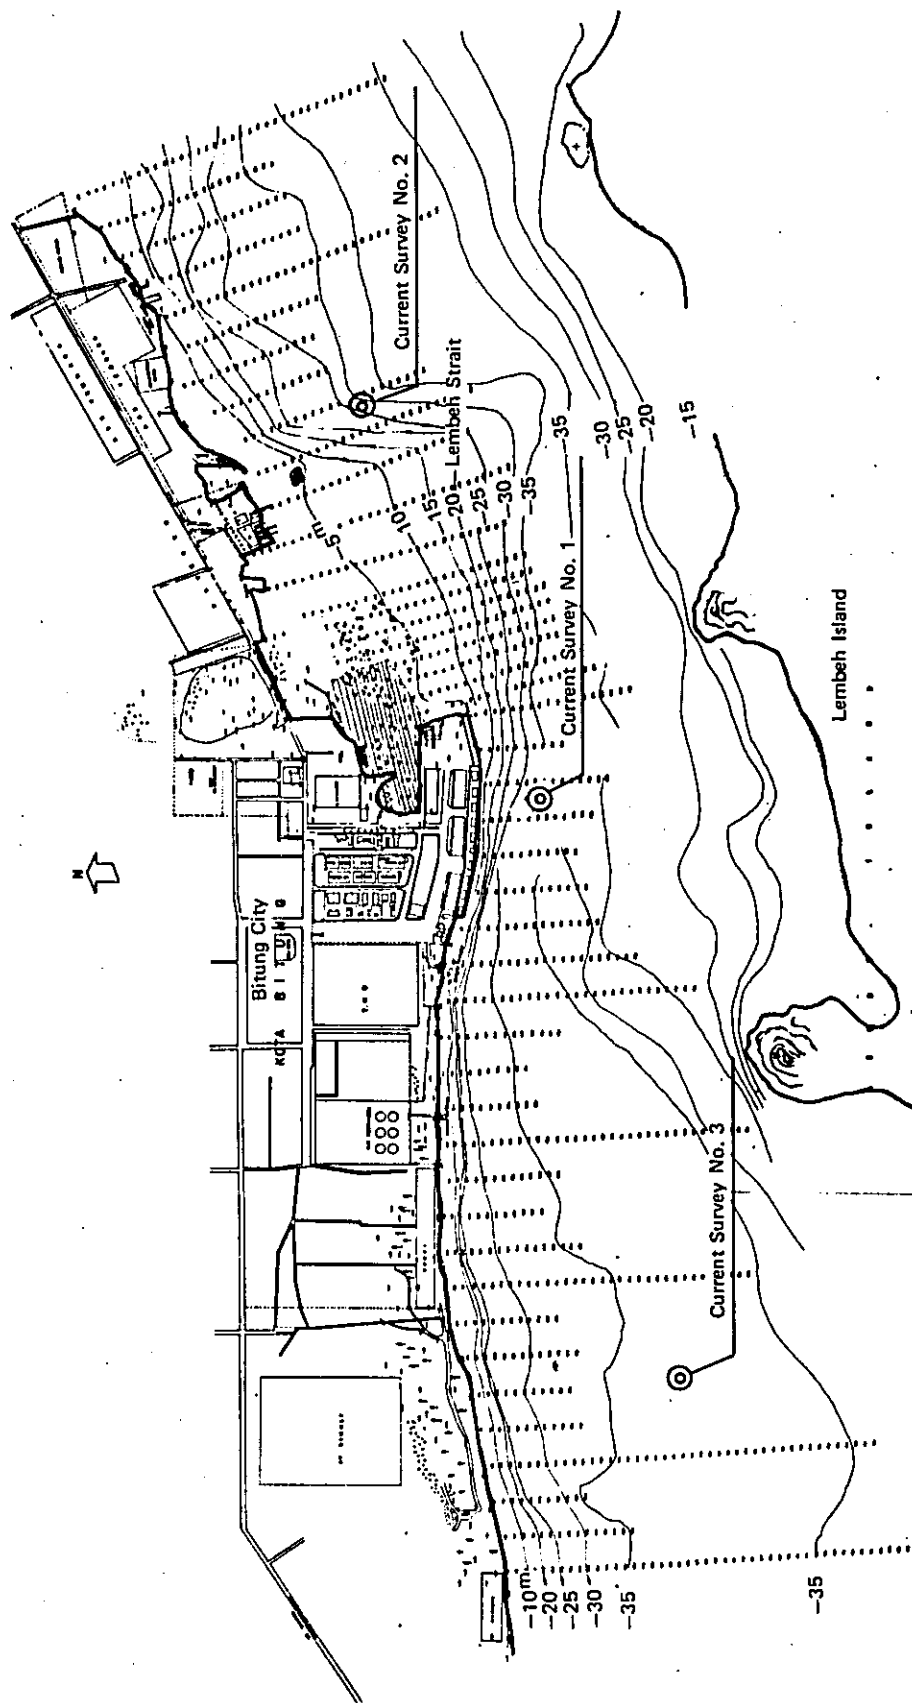 N
Bitung City
KOTA BITUNG
Current Survey No. 3
Current Survey No. 1
Current Survey No. 2
Lembeh Strait
Lembeh Island
5m
10
15
20
25
-30
-35
-35
-30
-25
-20
-15
-10m
-20
-25
-30
-35
-35